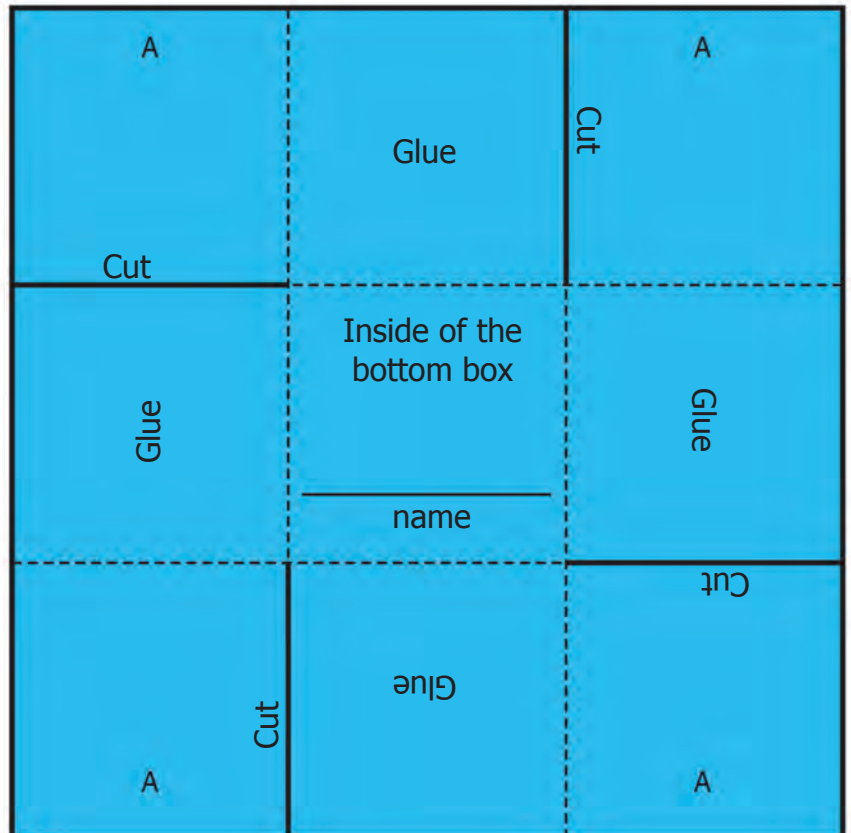 A
A
Glue
Cut
Cut
Inside of the
bottom box
Glue
Glue
name
Cut
Glue
Cut
A
A